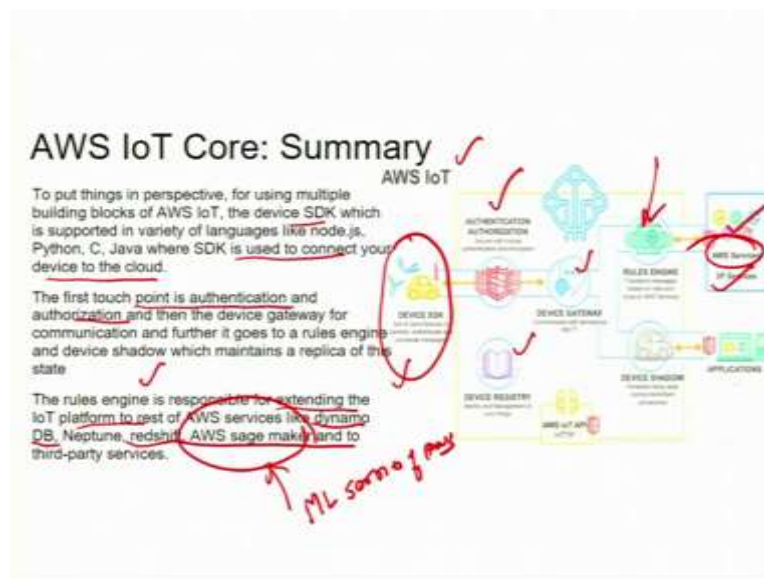 AWS IoT Core: Summary
AWS IoT
To put things in perspective, for using multiple
building blocks of AWS IoT, the device SDK which
is supported in variety of languages like node.js,
Python, C, Java where SDK is used to connect your
device to the cloud.
The first touch point is authentication and
authorization and then the device gateway for
communication and further it goes to a rules engine
and device shadow which maintains a replica of this
state
The rules engine is responsible for extending the
IoT platform to rest of AWS services like dynamo
DB, Neptune, redshift, AWS sage maker and to
third-party services.
AUTHENTICATION
AUTHORIZATION
DEVICE SDK
DEVICE GATEWAY
RULES ENGINE
AWS Services
DEVICE REGISTRY
DEVICE SHADOW
APPLICATIONS
AWS IoT API
ML